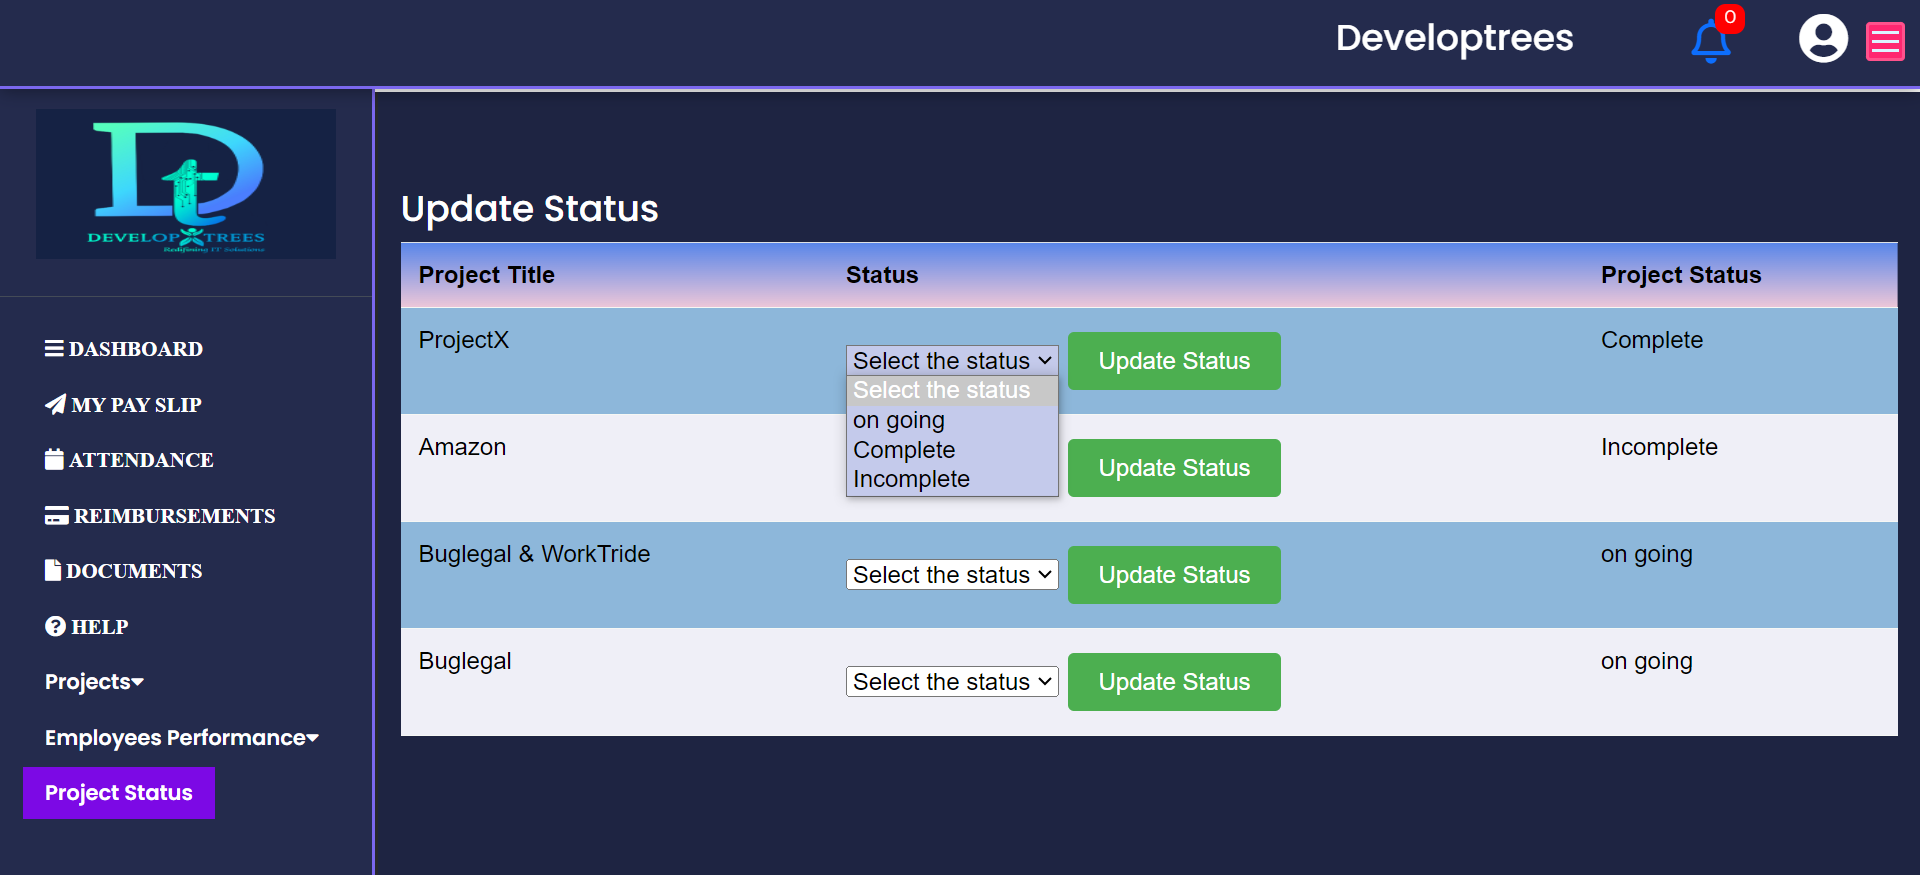 Developtrees
0
Dt
DEVELOP TREES
Redifining IT Solutions
DASHBOARD
MY PAY SLIP
ATTENDANCE
REIMBURSEMENTS
DOCUMENTS
HELP
Projects
Employees Performance
Project Status
Update Status
Project Title Status Project Status
ProjectX Select the status Update Status Complete
Select the status
on going
Complete
Incomplete
Amazon Update Status Incomplete
Buglegal & WorkTride Select the status Update Status on going
Buglegal Select the status Update Status on going